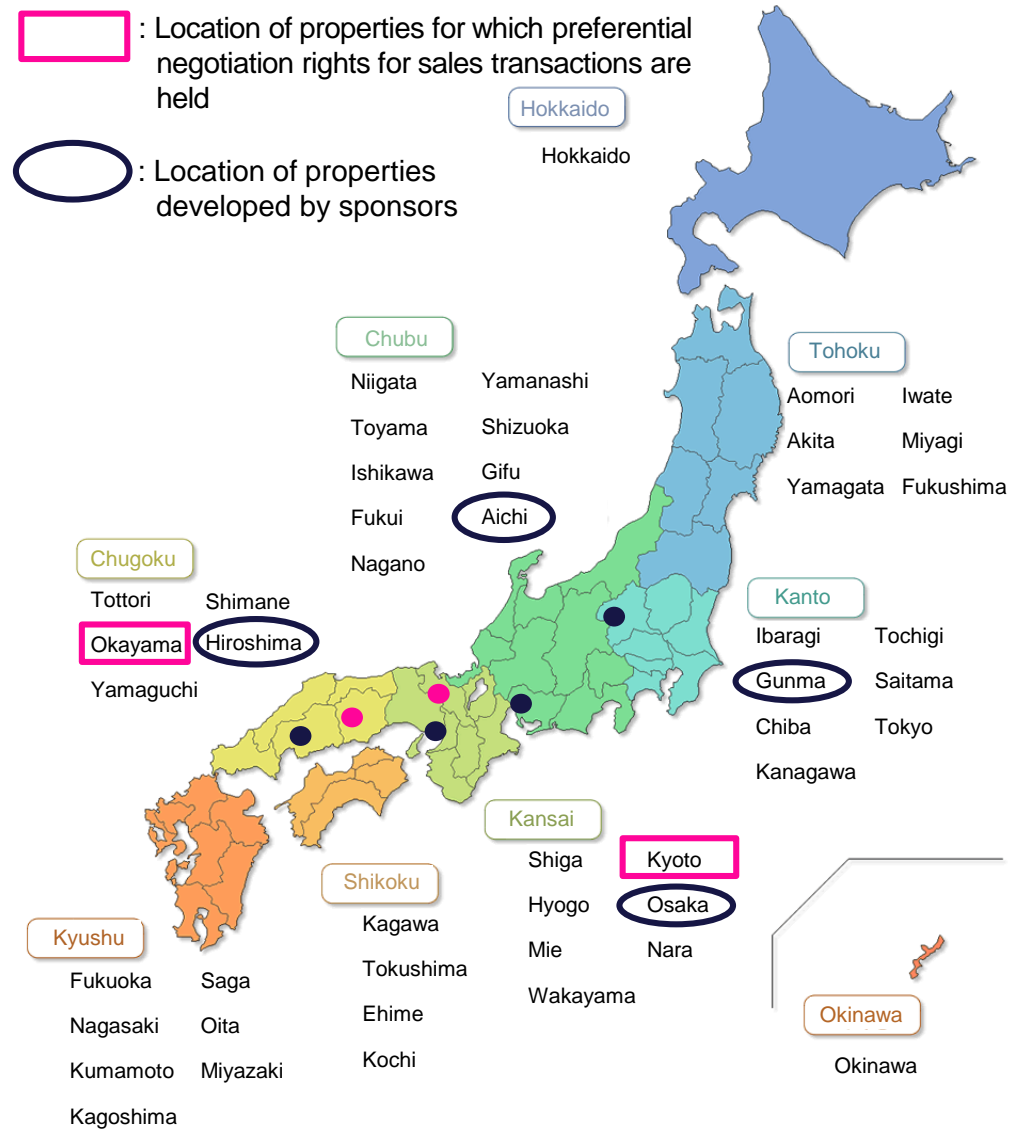 : Location of properties for which preferential
negotiation rights for sales transactions are
held
: Location of properties
developed by sponsors
Hokkaido
Hokkaido
Chubu
Niigata Yamanashi
Toyama Shizuoka
Ishikawa Gifu
Fukui Aichi
Nagano
Tohoku
Aomori Iwate
Akita Miyagi
Yamagata Fukushima
Chugoku
Tottori Shimane
Okayama Hiroshima
Yamaguchi
Kanto
Ibaragi Tochigi
Gunma Saitama
Chiba Tokyo
Kanagawa
Kansai
Shiga Kyoto
Hyogo Osaka
Mie Nara
Wakayama
Shikoku
Kagawa
Tokushima
Ehime
Kochi
Kyushu
Fukuoka Saga
Nagasaki Oita
Kumamoto Miyazaki
Kagoshima
Okinawa
Okinawa